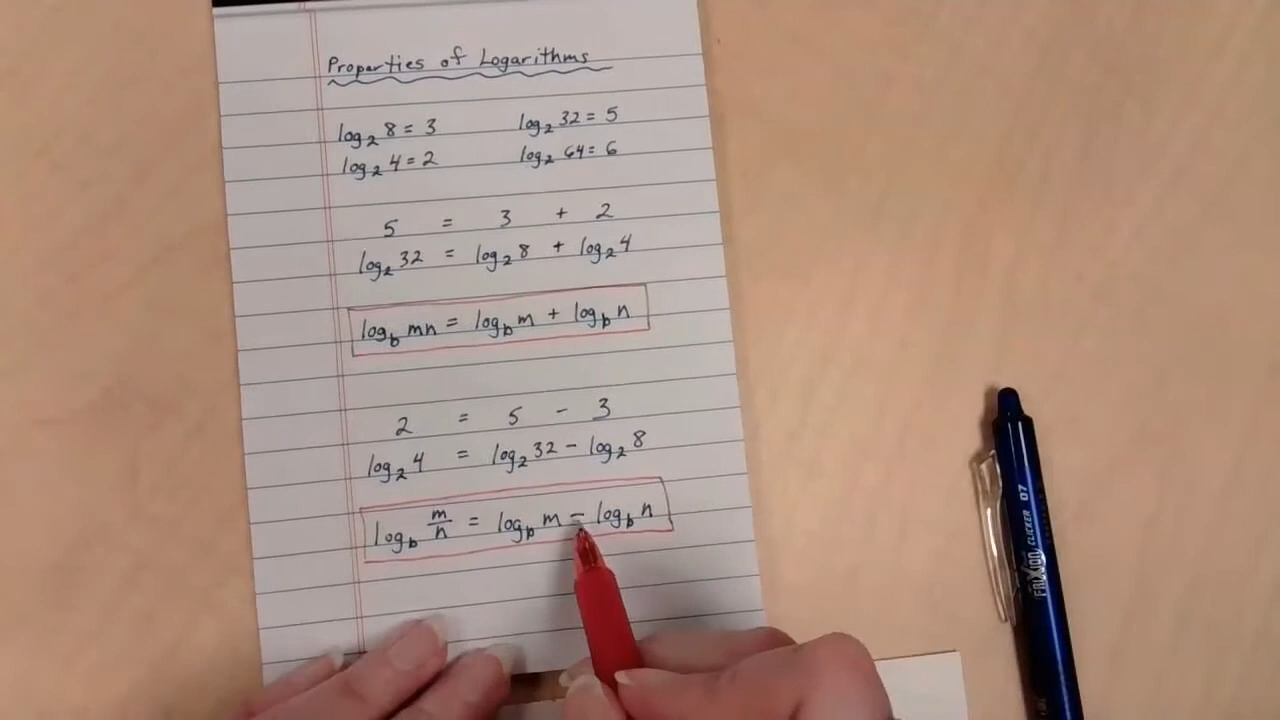 Properties of Logarithms
log₂ 8 = 3 log₂ 32 = 5
log₂ 4 = 2 log₂ 64 = 6
5 = 3 + 2
log₂ 32 = log₂ 8 + log₂ 4
log_b mn = log_b m + log_b n
2 = 5 - 3
log₂ 4 = log₂ 32 - log₂ 8
log_b m/n = log_b m - log_b n
FRIXION CLICKER 07